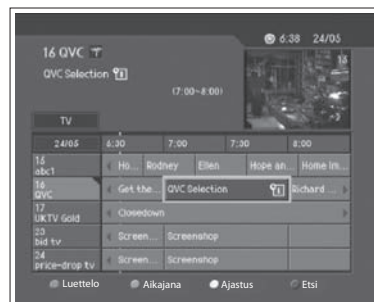 6:38 24/05
16 QVC T
QVC Selection
(7:00~8:00)
16
TV
24/05 6:30 7:00 7:30 8:00
15 abc1 Ho... Rodney Ellen Hope an... Home Im...
16 QVC Get the... QVC Selection Richard ...
17 UKTV Gold Closedown
23 bid tv Screen... Screenshop
24 price-drop tv Screen... Screenshop
Luettelo Aikajana Ajastus Etsi